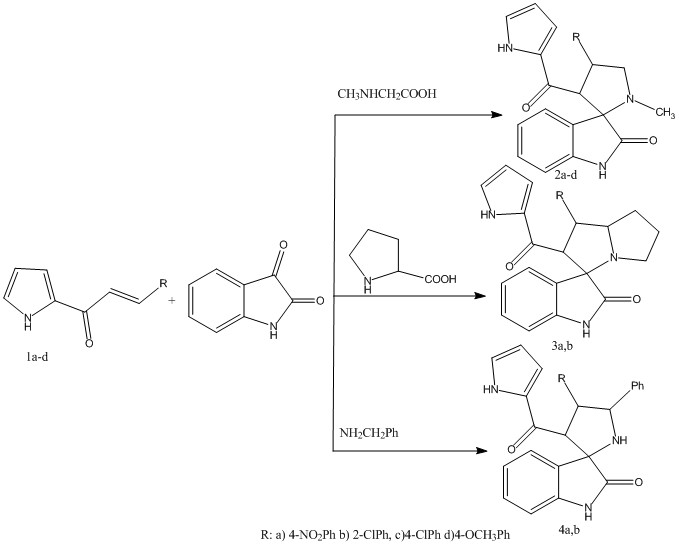 HN
R
O
N
CH3
O
N
H
2a-d
CH3NHCH2COOH
HN
R
O
N
O
N
H
3a,b
N
H
COOH
R
N
H
O
1a-d
+
O
O
NH
HN
R
Ph
O
NH
O
N
H
4a,b
NH2CH2Ph
R: a) 4-NO2Ph b) 2-ClPh, c)4-ClPh d)4-OCH3Ph